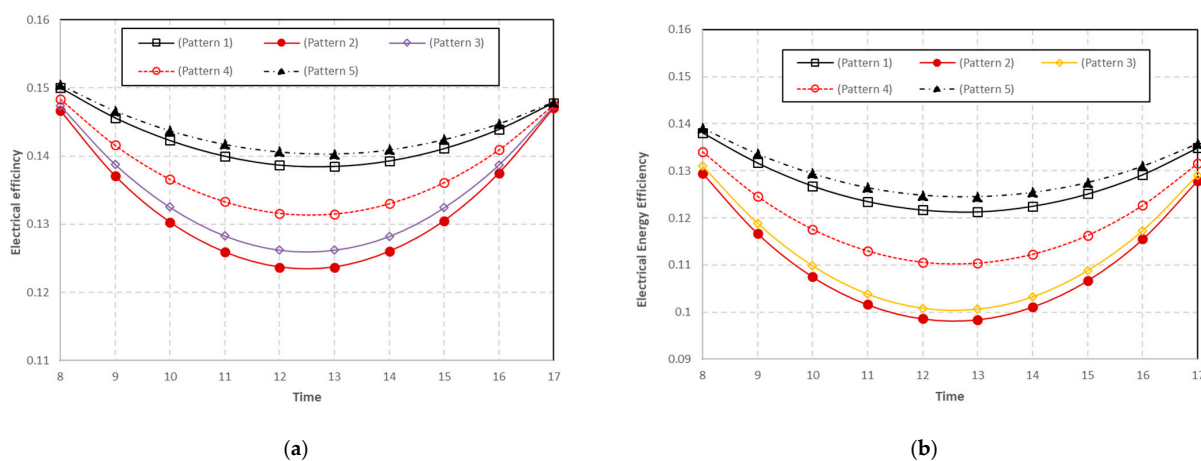 0.16
0.15
0.14
0.13
0.12
0.11
Electrical efficincy
(Pattern 1) (Pattern 2) (Pattern 3)
(Pattern 4) (Pattern 5)
8 9 10 11 12 13 14 15 16 17
Time
(a)
0.16
0.15
0.14
0.13
0.12
0.11
0.1
0.09
Electrical Energy Efficiency
(Pattern 1) (Pattern 2) (Pattern 3)
(Pattern 4) (Pattern 5)
8 9 10 11 12 13 14 15 16 17
Time
(b)